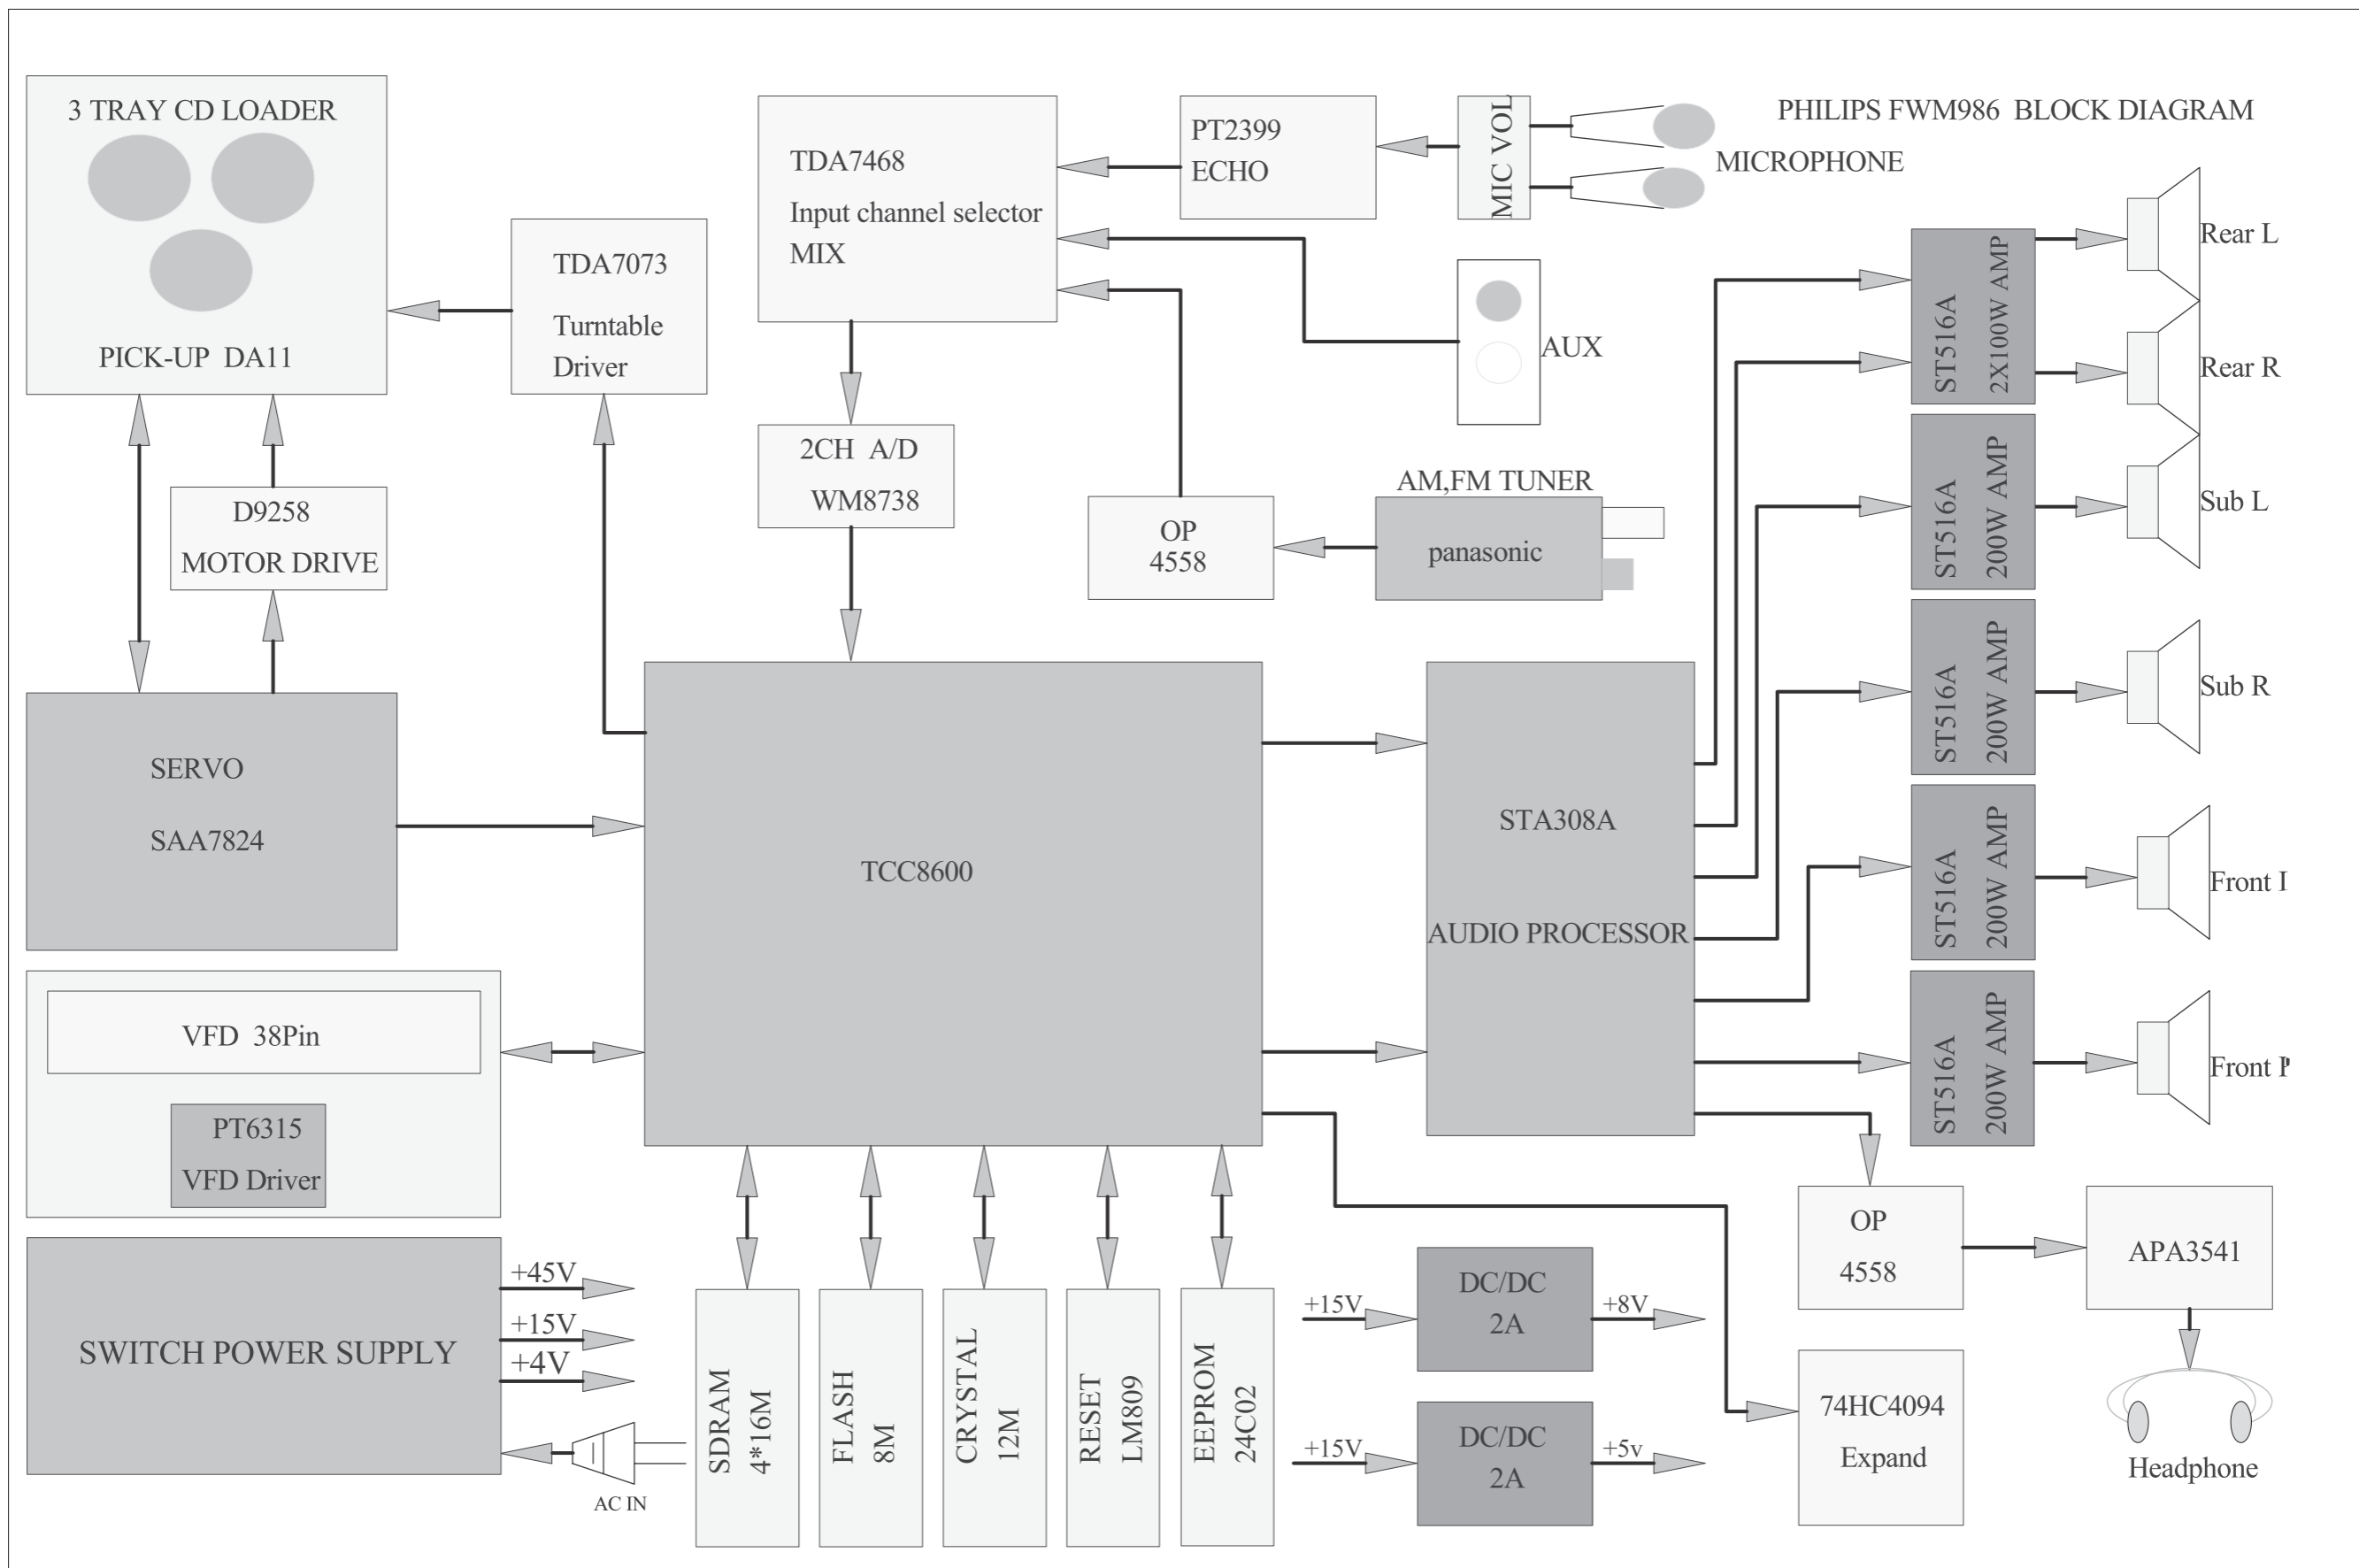 PHILIPS FWM986 BLOCK DIAGRAM
3 TRAY CD LOADER
PICK-UP DA11
TDA7073
Turntable
Driver
D9258
MOTOR DRIVE
SERVO
SAA7824
VFD 38Pin
PT6315
VFD Driver
SWITCH POWER SUPPLY
+45V
+15V
+4V
AC IN
TDA7468
Input channel selector
MIX
2CH A/D
WM8738
PT2399
ECHO
MIC VOL
MICROPHONE
AUX
AM,FM TUNER
panasonic
OP
4558
TCC8600
STA308A
AUDIO PROCESSOR
ST516A
2X100W AMP
Rear L
Rear R
ST516A
200W AMP
Sub L
ST516A
200W AMP
Sub R
ST516A
200W AMP
Front
ST516A
200W AMP
Front
SDRAM
4*16M
FLASH
8M
CRYSTAL
12M
RESET
LM809
EEPROM
24C02
+15V
DC/DC
2A
+8V
+15V
DC/DC
2A
+5v
OP
4558
APA3541
74HC4094
Expand
Headphone